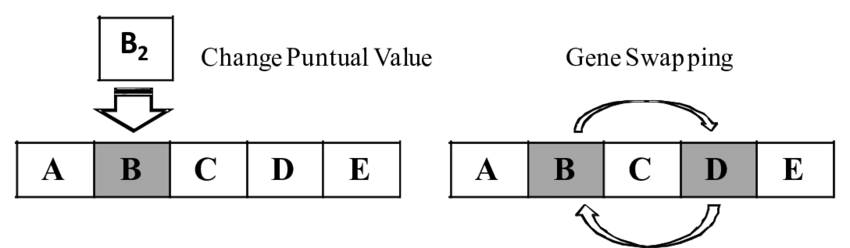 B₂
Change Puntual Value
Gene Swapping
A B C D E
A B C D E